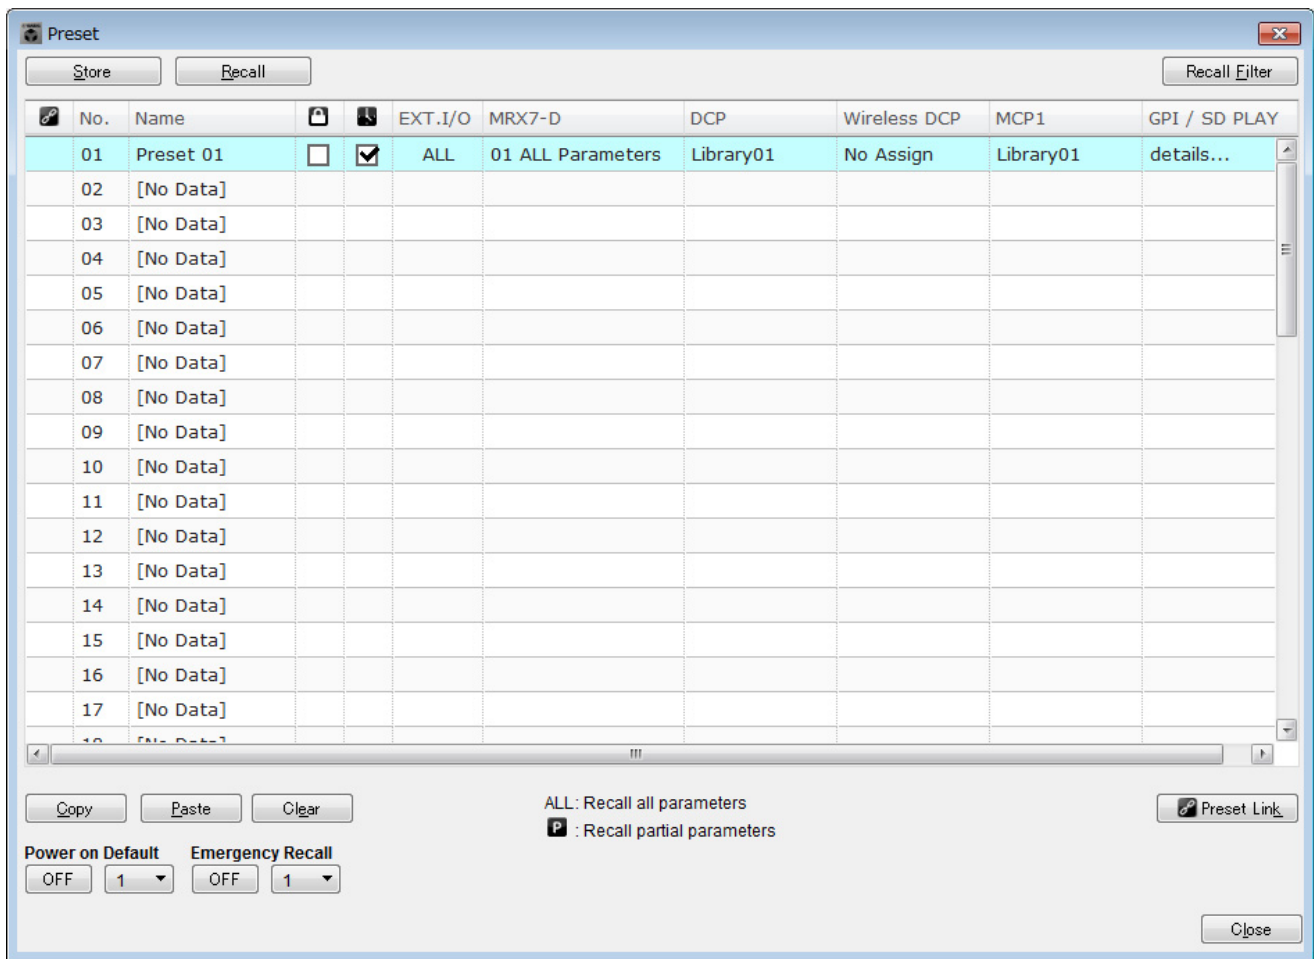 Preset
Store Recall Recall Filter
No. Name EXT.I/O MRX7-D DCP Wireless DCP MCP1 GPI / SD PLAY
01 Preset 01 ALL 01 ALL Parameters Library01 No Assign Library01 details...
02 [No Data]
03 [No Data]
04 [No Data]
05 [No Data]
06 [No Data]
07 [No Data]
08 [No Data]
09 [No Data]
10 [No Data]
11 [No Data]
12 [No Data]
13 [No Data]
14 [No Data]
15 [No Data]
16 [No Data]
17 [No Data]
Copy Paste Clear ALL: Recall all parameters Preset Link
P : Recall partial parameters
Power on Default Emergency Recall
OFF 1 OFF 1
Close